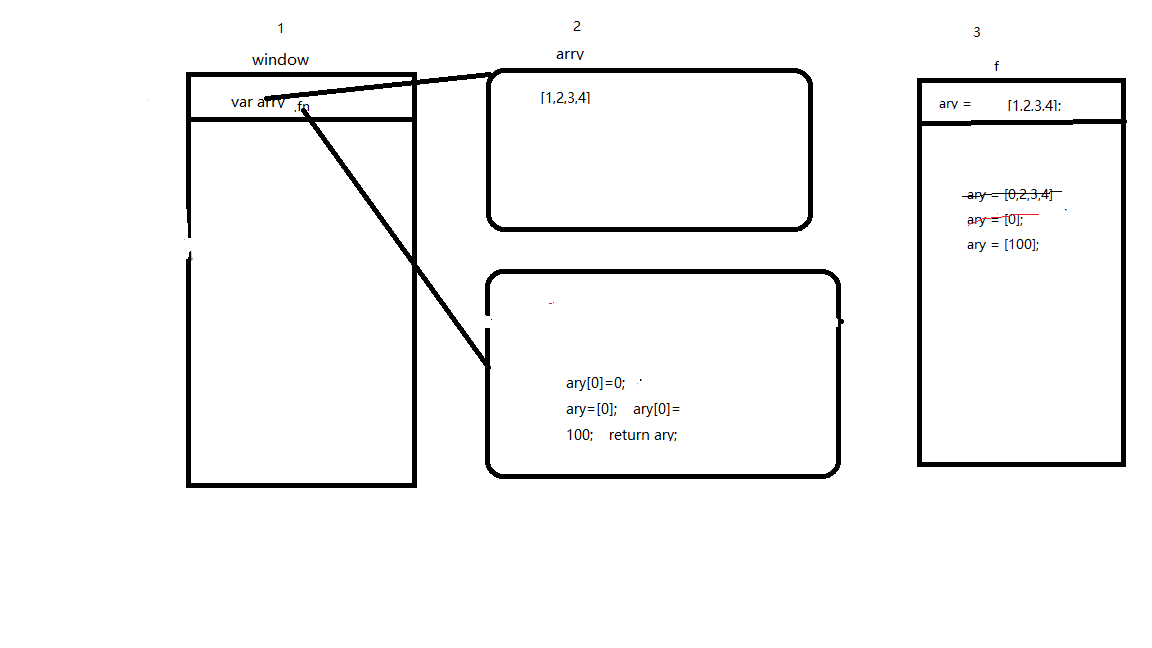 1
window
var arry .fn
2
arry
[1,2,3,4]
ary[0]=0;
ary=[0]; ary[0]=
100; return ary;
3
f
ary = [1,2,3,4];
ary = [0,2,3,4]
ary = [0];
ary = [100];